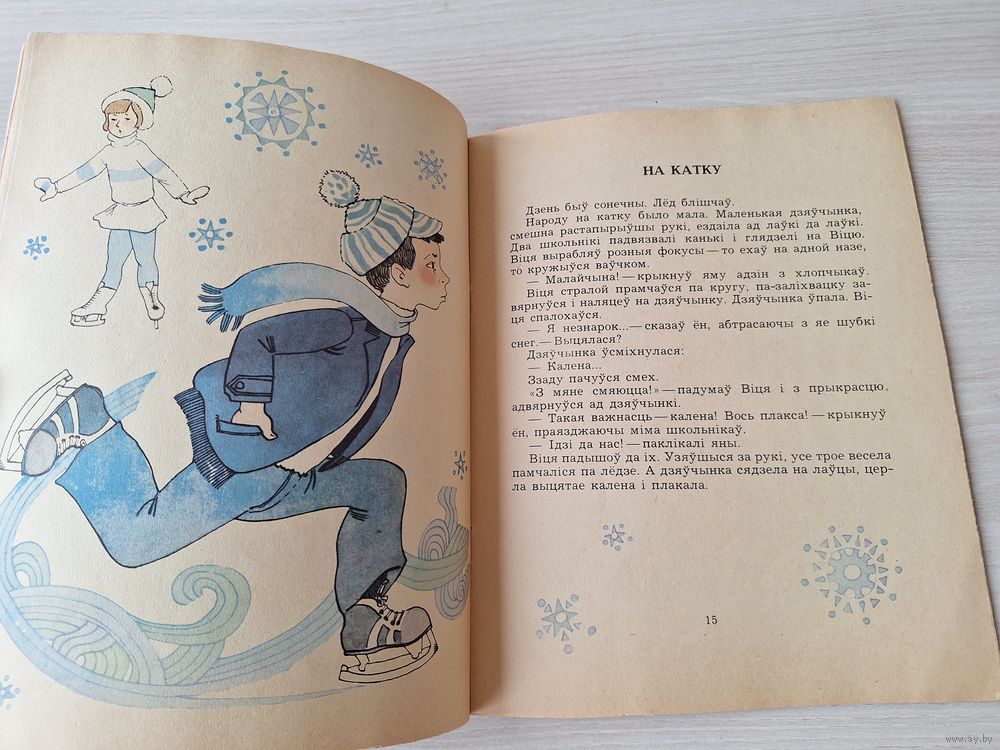 НА КАТКУ
Дзень быў сонечны. Лёд блішчаў.
Народу на катку было мала. Маленькая дзяўчынка,
смешна растапырыўшы рукі, ездзіла ад лаўкі да лаўкі.
Два школьнікі падвязвалі канькі і глядзелі на Віцю.
Віця вырабляў розныя фокусы — то ехаў на адной назе,
то кружыўся ваўчком.
— Малайчына! — крыкнуў яму адзін з хлопчыкаў.
Віця стралой прамчаўся па кругу, па-заліхвацку за-
вярнуўся і наляцеў на дзяўчынку. Дзяўчынка ўпала. Ві-
ця спалохаўся.
— Я незнарок... — сказаў ён, абтрасаючы з яе шубкі
снег. — Выцялася?
Дзяўчынка ўсміхнулася:
— Калена...
Ззаду пачуўся смех.
«З мяне смяюцца!» — падумаў Віця і з прыкрасцю,
адвярнуўся ад дзяўчынкі.
— Такая важнасць — калена! Вось плакса! — крыкнуў
ён, праязджаючы міма школьнікаў.
— Ідзі да нас! — паклікалі яны.
Віця падышоў да іх. Узяўшыся за рукі, усе трое весела
памчаліся па лёдзе. А дзяўчынка сядзела на лаўцы, цер-
ла выцятае калена і плакала.
15
www.ay.by